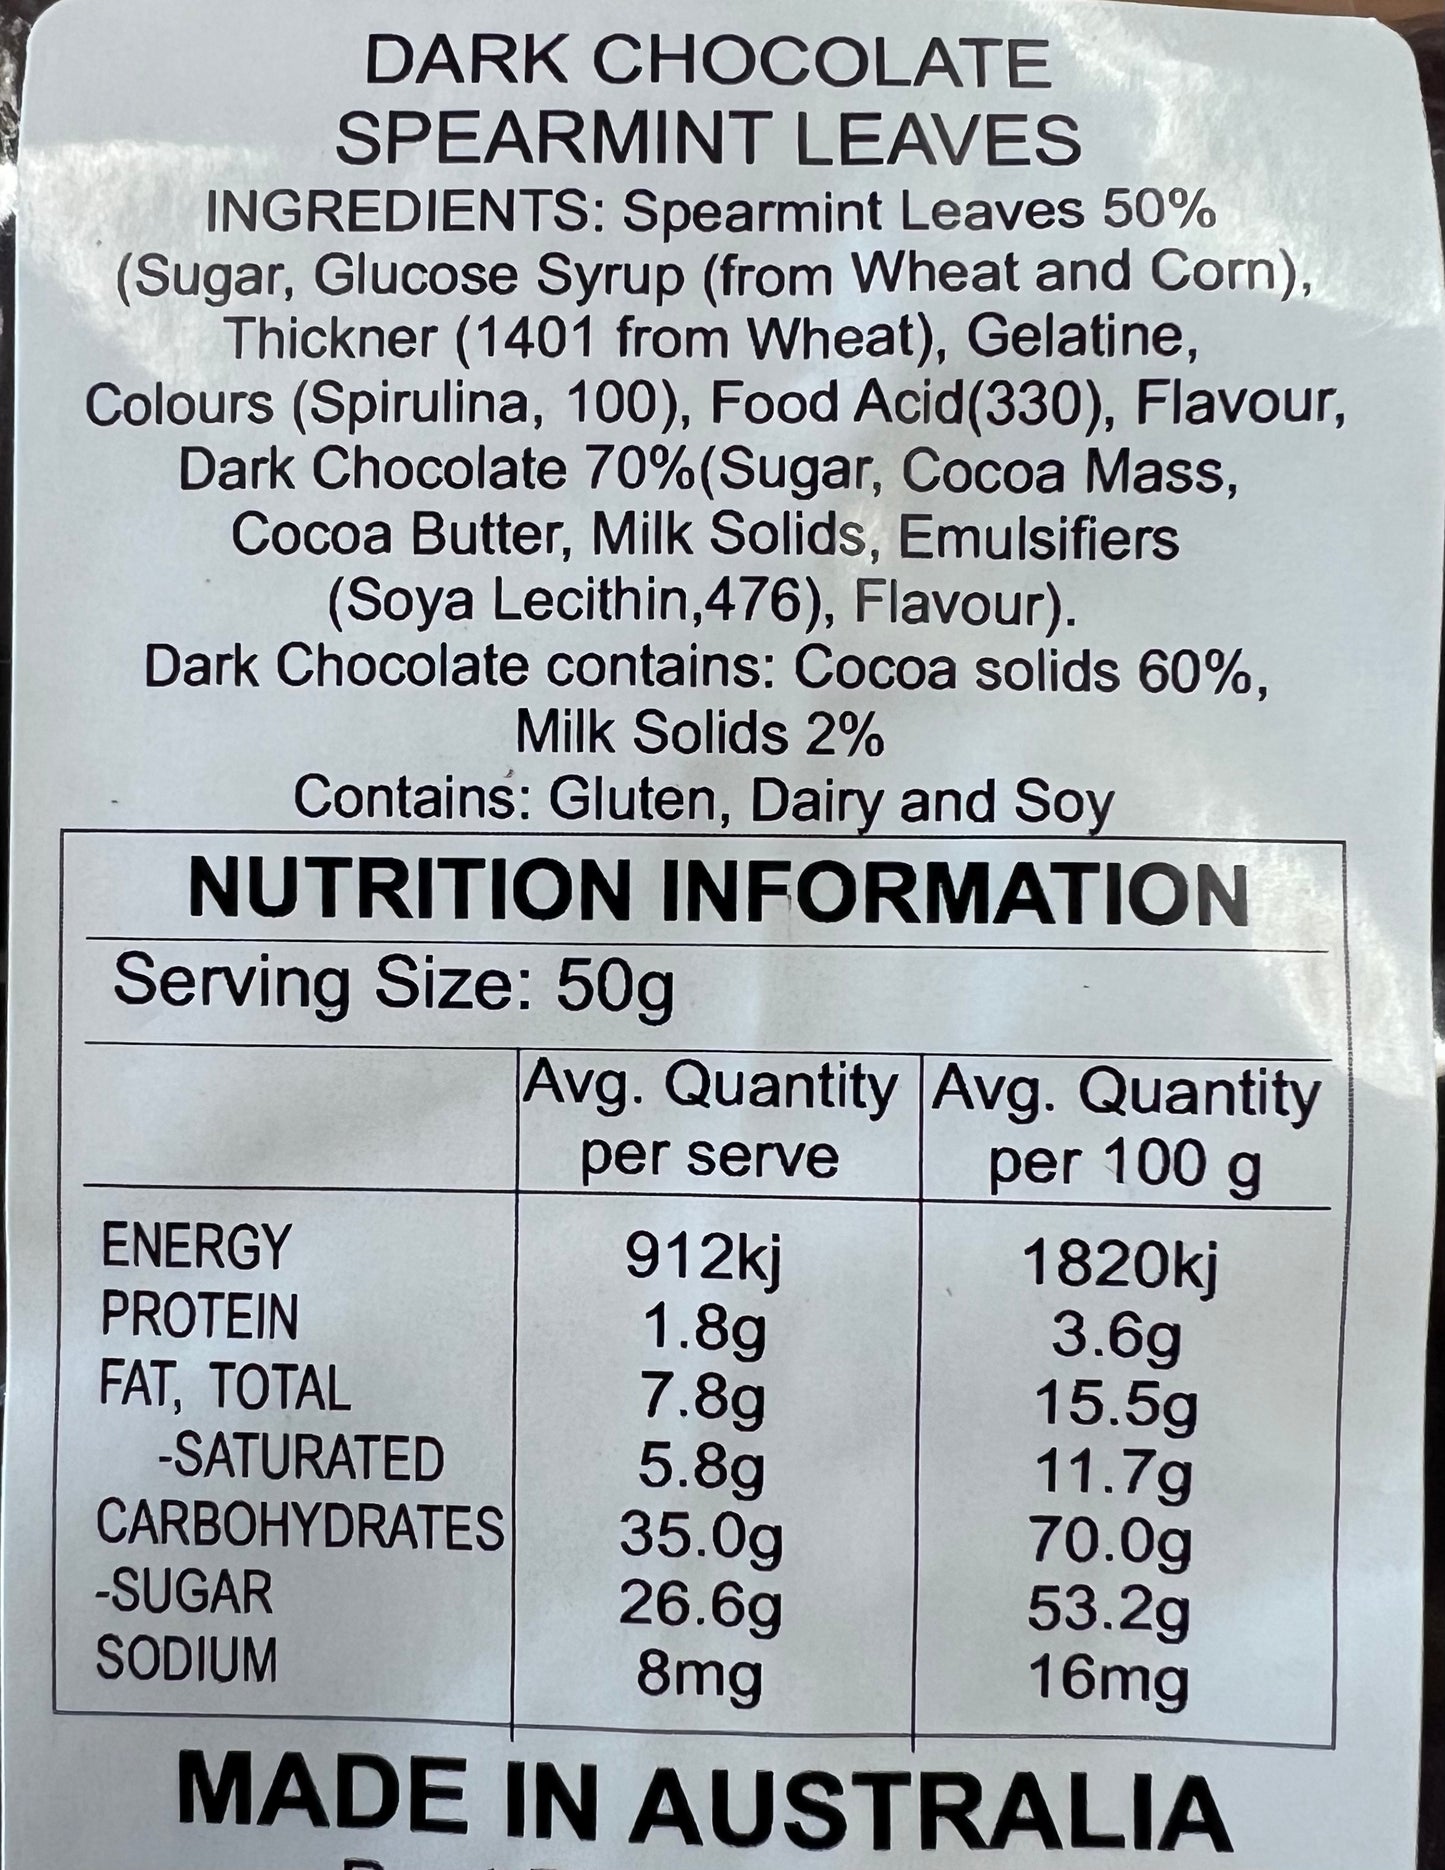 DARK CHOCOLATE
SPEARMINT LEAVES
INGREDIENTS: Spearmint Leaves 50%
(Sugar, Glucose Syrup (from Wheat and Corn),
Thickner (1401 from Wheat), Gelatine,
Colours (Spirulina, 100), Food Acid(330), Flavour,
Dark Chocolate 70%(Sugar, Cocoa Mass,
Cocoa Butter, Milk Solids, Emulsifiers
(Soya Lecithin,476), Flavour).
Dark Chocolate contains: Cocoa solids 60%,
Milk Solids 2%
Contains: Gluten, Dairy and Soy
NUTRITION INFORMATION
Serving Size: 50g
Avg. Quantity per serve Avg. Quantity per 100 g
ENERGY 912kj 1820kj
PROTEIN 1.8g 3.6g
FAT, TOTAL 7.8g 15.5g
-SATURATED 5.8g 11.7g
CARBOHYDRATES 35.0g 70.0g
-SUGAR 26.6g 53.2g
SODIUM 8mg 16mg
MADE IN AUSTRALIA